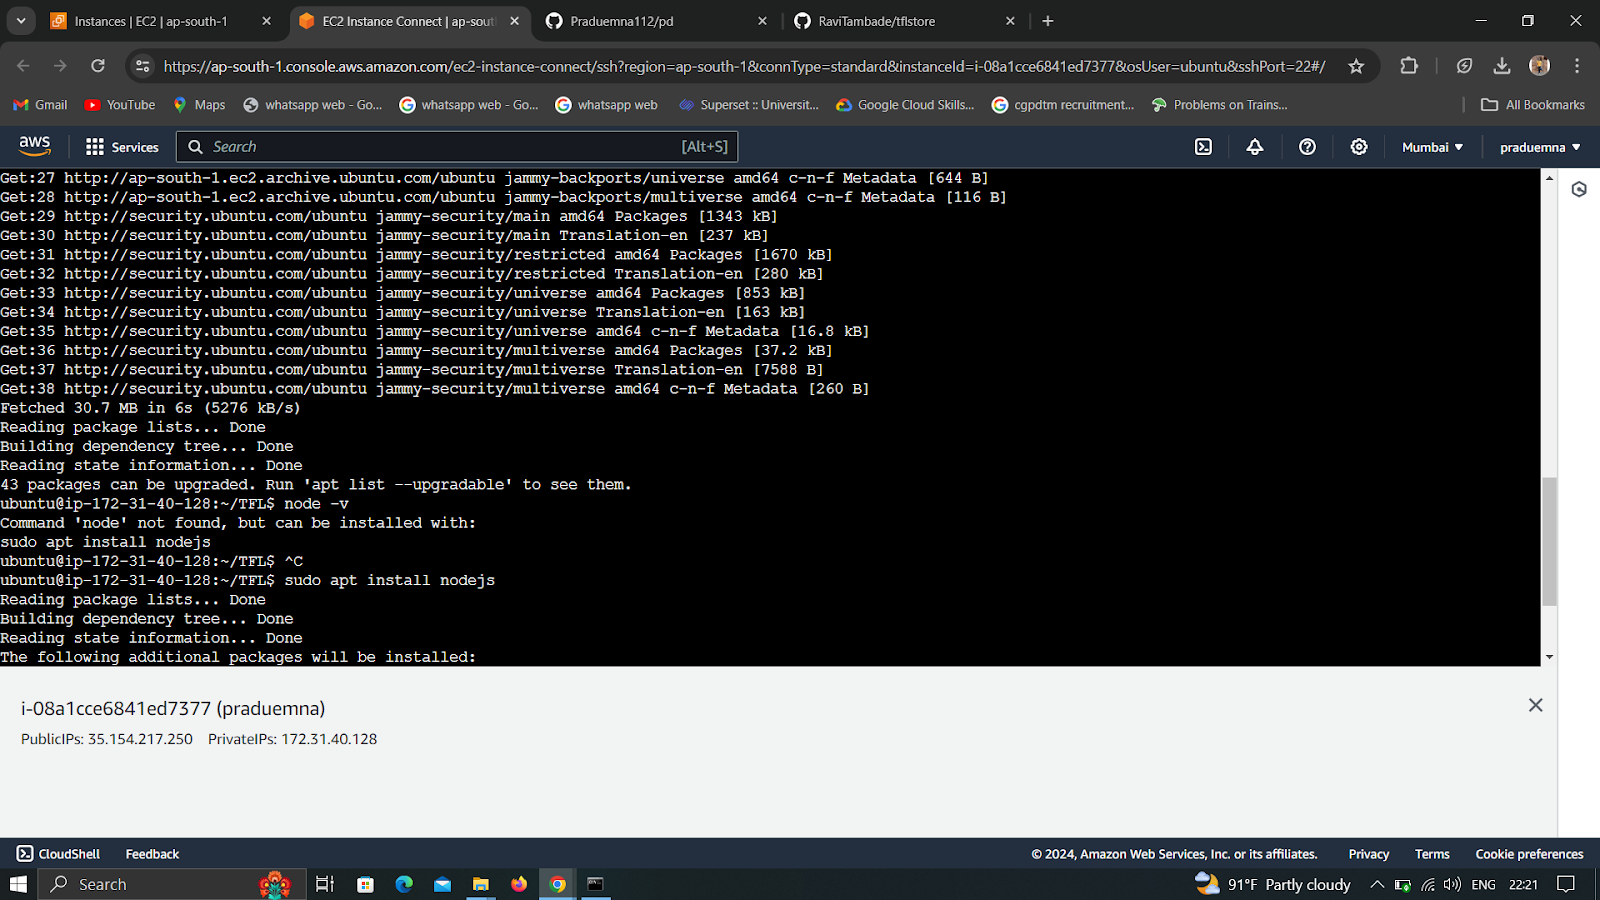 Instances | EC2 | ap-south-1
EC2 Instance Connect | ap-sout
Praduemna112/pd
RaviTambade/tflstore
https://ap-south-1.console.aws.amazon.com/ec2-instance-connect/ssh?region=ap-south-1&connType=standard&instanceId=i-08a1cce6841ed7377&osUser=ubuntu&sshPort=22#/
Gmail YouTube Maps whatsapp web - Go... whatsapp web - Go... whatsapp web Superset :: Universit... Google Cloud Skills... cgpdtm recruitment... Problems on Trains... All Bookmarks
aws Services Search [Alt+S] Mumbai praduemna
Get:27 http://ap-south-1.ec2.archive.ubuntu.com/ubuntu jammy-backports/universe amd64 c-n-f Metadata [644 B]
Get:28 http://ap-south-1.ec2.archive.ubuntu.com/ubuntu jammy-backports/multiverse amd64 c-n-f Metadata [116 B]
Get:29 http://security.ubuntu.com/ubuntu jammy-security/main amd64 Packages [1343 kB]
Get:30 http://security.ubuntu.com/ubuntu jammy-security/main Translation-en [237 kB]
Get:31 http://security.ubuntu.com/ubuntu jammy-security/restricted amd64 Packages [1670 kB]
Get:32 http://security.ubuntu.com/ubuntu jammy-security/restricted Translation-en [280 kB]
Get:33 http://security.ubuntu.com/ubuntu jammy-security/universe amd64 Packages [853 kB]
Get:34 http://security.ubuntu.com/ubuntu jammy-security/universe Translation-en [163 kB]
Get:35 http://security.ubuntu.com/ubuntu jammy-security/universe amd64 c-n-f Metadata [16.8 kB]
Get:36 http://security.ubuntu.com/ubuntu jammy-security/multiverse amd64 Packages [37.2 kB]
Get:37 http://security.ubuntu.com/ubuntu jammy-security/multiverse Translation-en [7588 B]
Get:38 http://security.ubuntu.com/ubuntu jammy-security/multiverse amd64 c-n-f Metadata [260 B]
Fetched 30.7 MB in 6s (5276 kB/s)
Reading package lists... Done
Building dependency tree... Done
Reading state information... Done
43 packages can be upgraded. Run 'apt list --upgradable' to see them.
ubuntu@ip-172-31-40-128:~/TFL$ node -v
Command 'node' not found, but can be installed with:
sudo apt install nodejs
ubuntu@ip-172-31-40-128:~/TFL$ ^C
ubuntu@ip-172-31-40-128:~/TFL$ sudo apt install nodejs
Reading package lists... Done
Building dependency tree... Done
Reading state information... Done
The following additional packages will be installed:
i-08a1cce6841ed7377 (praduemna)
PublicIPs: 35.154.217.250 PrivateIPs: 172.31.40.128
CloudShell Feedback © 2024, Amazon Web Services, Inc. or its affiliates. Privacy Terms Cookie preferences
Search 91°F Partly cloudy ENG 22:21